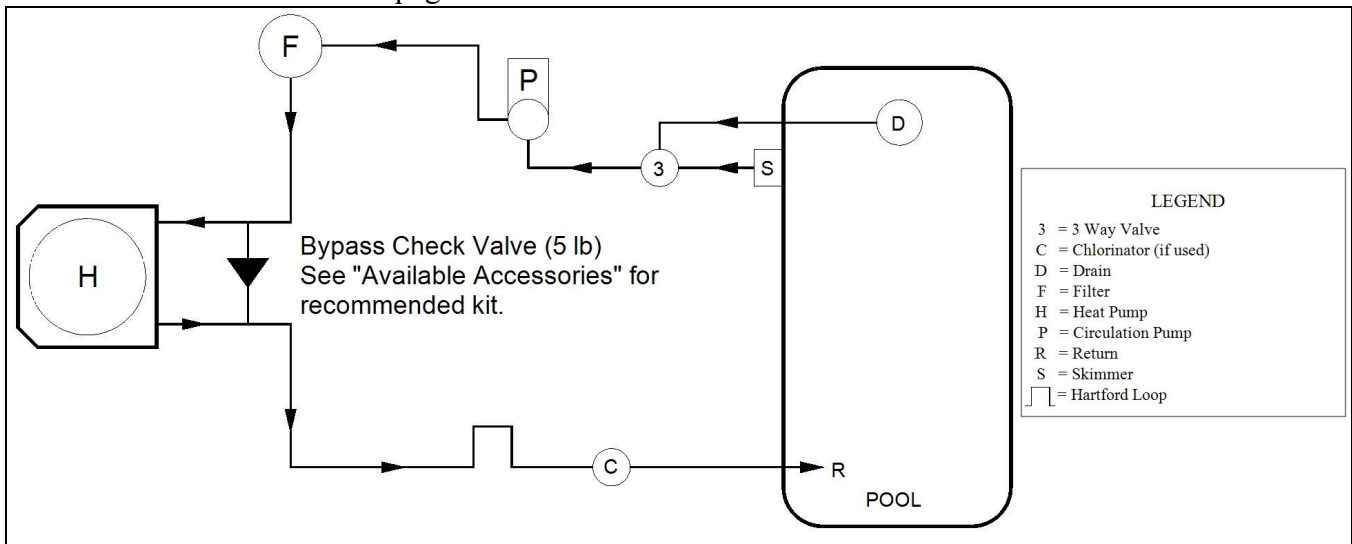 F
P
D
3
S
H
Bypass Check Valve (5 lb)
See "Available Accessories" for
recommended kit.
C
R
POOL
LEGEND
3 = 3 Way Valve
C = Chlorinator (if used)
D = Drain
F = Filter
H = Heat Pump
P = Circulation Pump
R = Return
S = Skimmer
= Hartford Loop